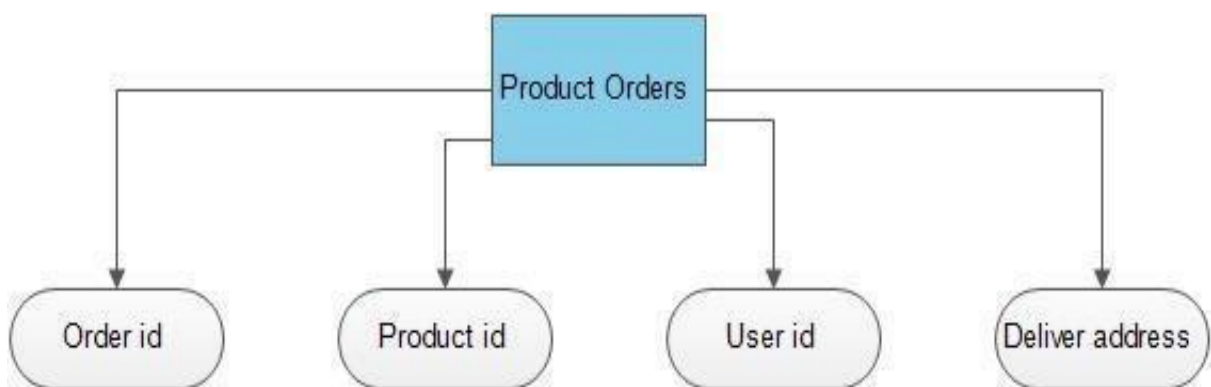 Product Orders
Order id
Product id
User id
Deliver address